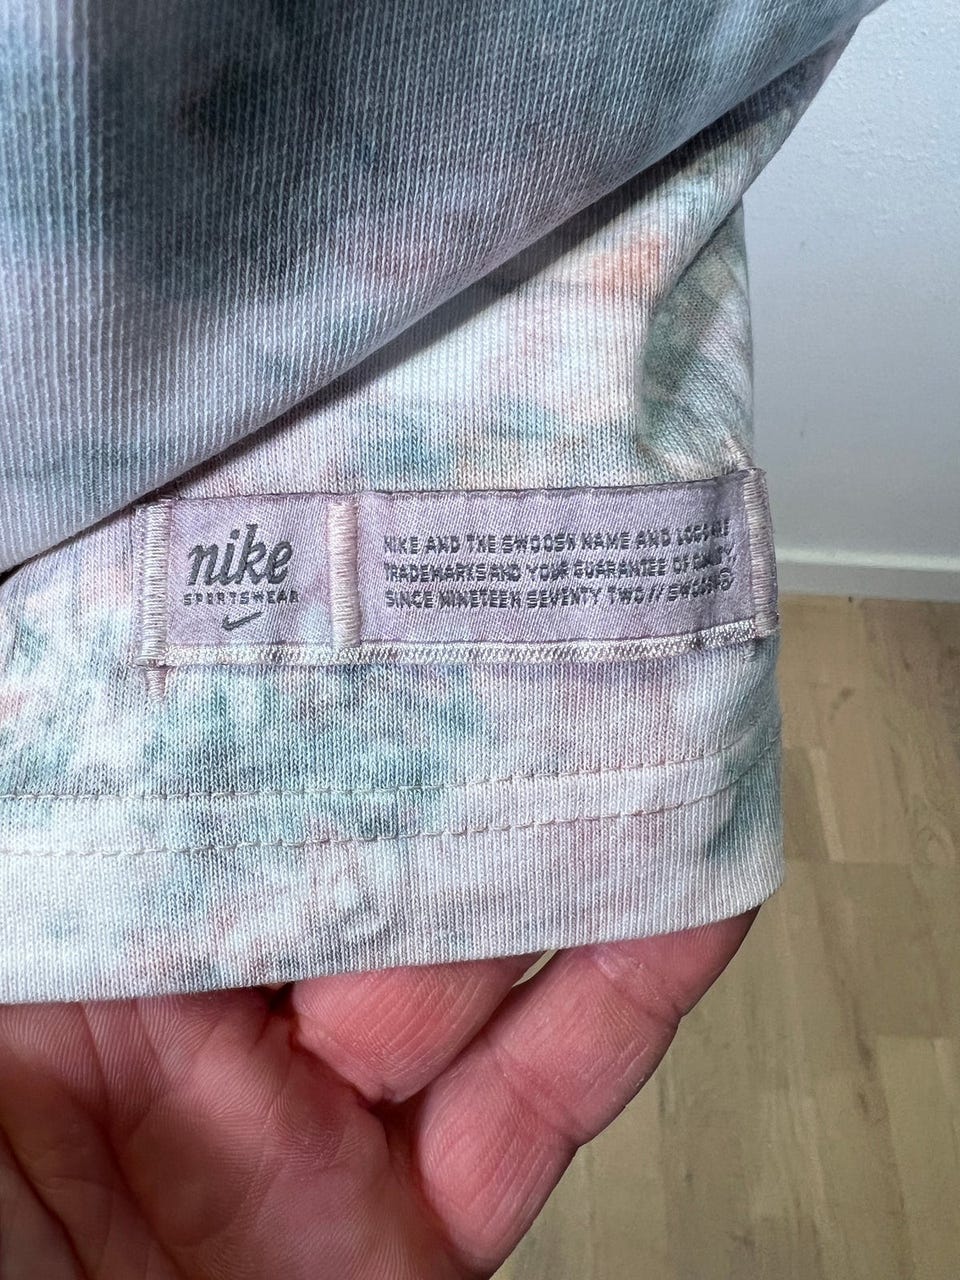 nike
SPORTSWEAR
NIKE AND THE SWOOSH NAME AND LOGO ARE
TRADEMARKS AND YOUR GUARANTEE OF QUALITY
SINCE NINETEEN SEVENTY TWO // SWOOSH®